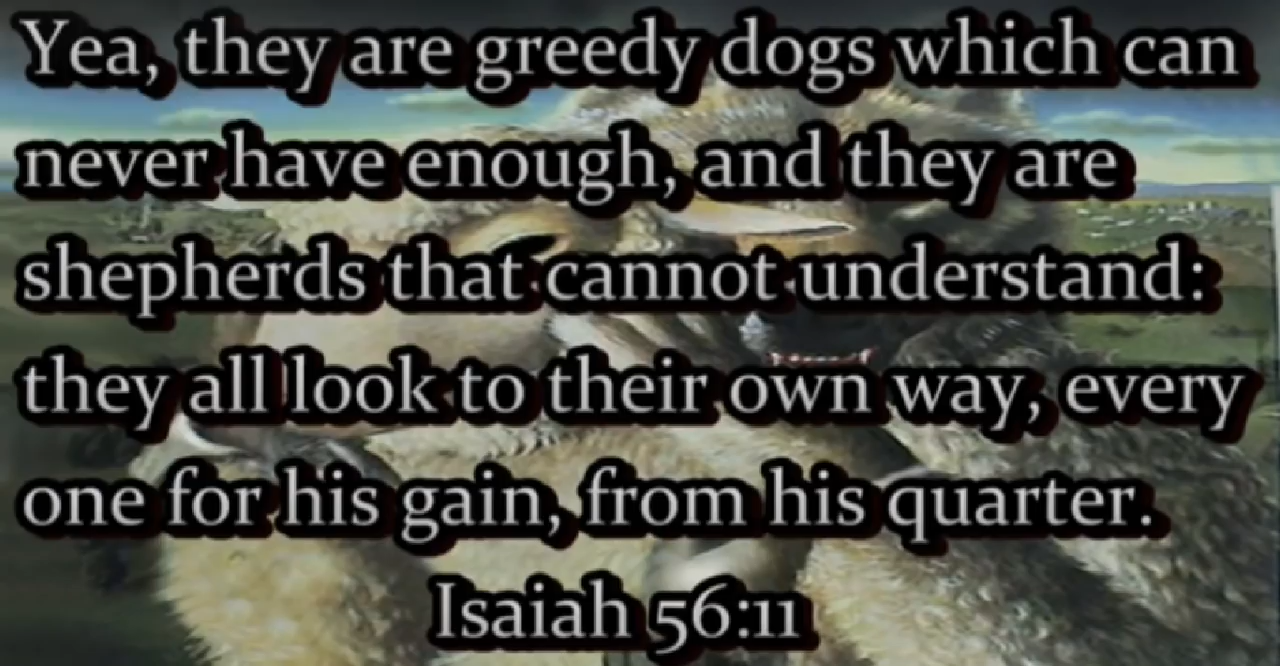 Yea, they are greedy dogs which can
never have enough, and they are
shepherds that cannot understand:
they all look to their own way, every
one for his gain, from his quarter.
Isaiah 56:11